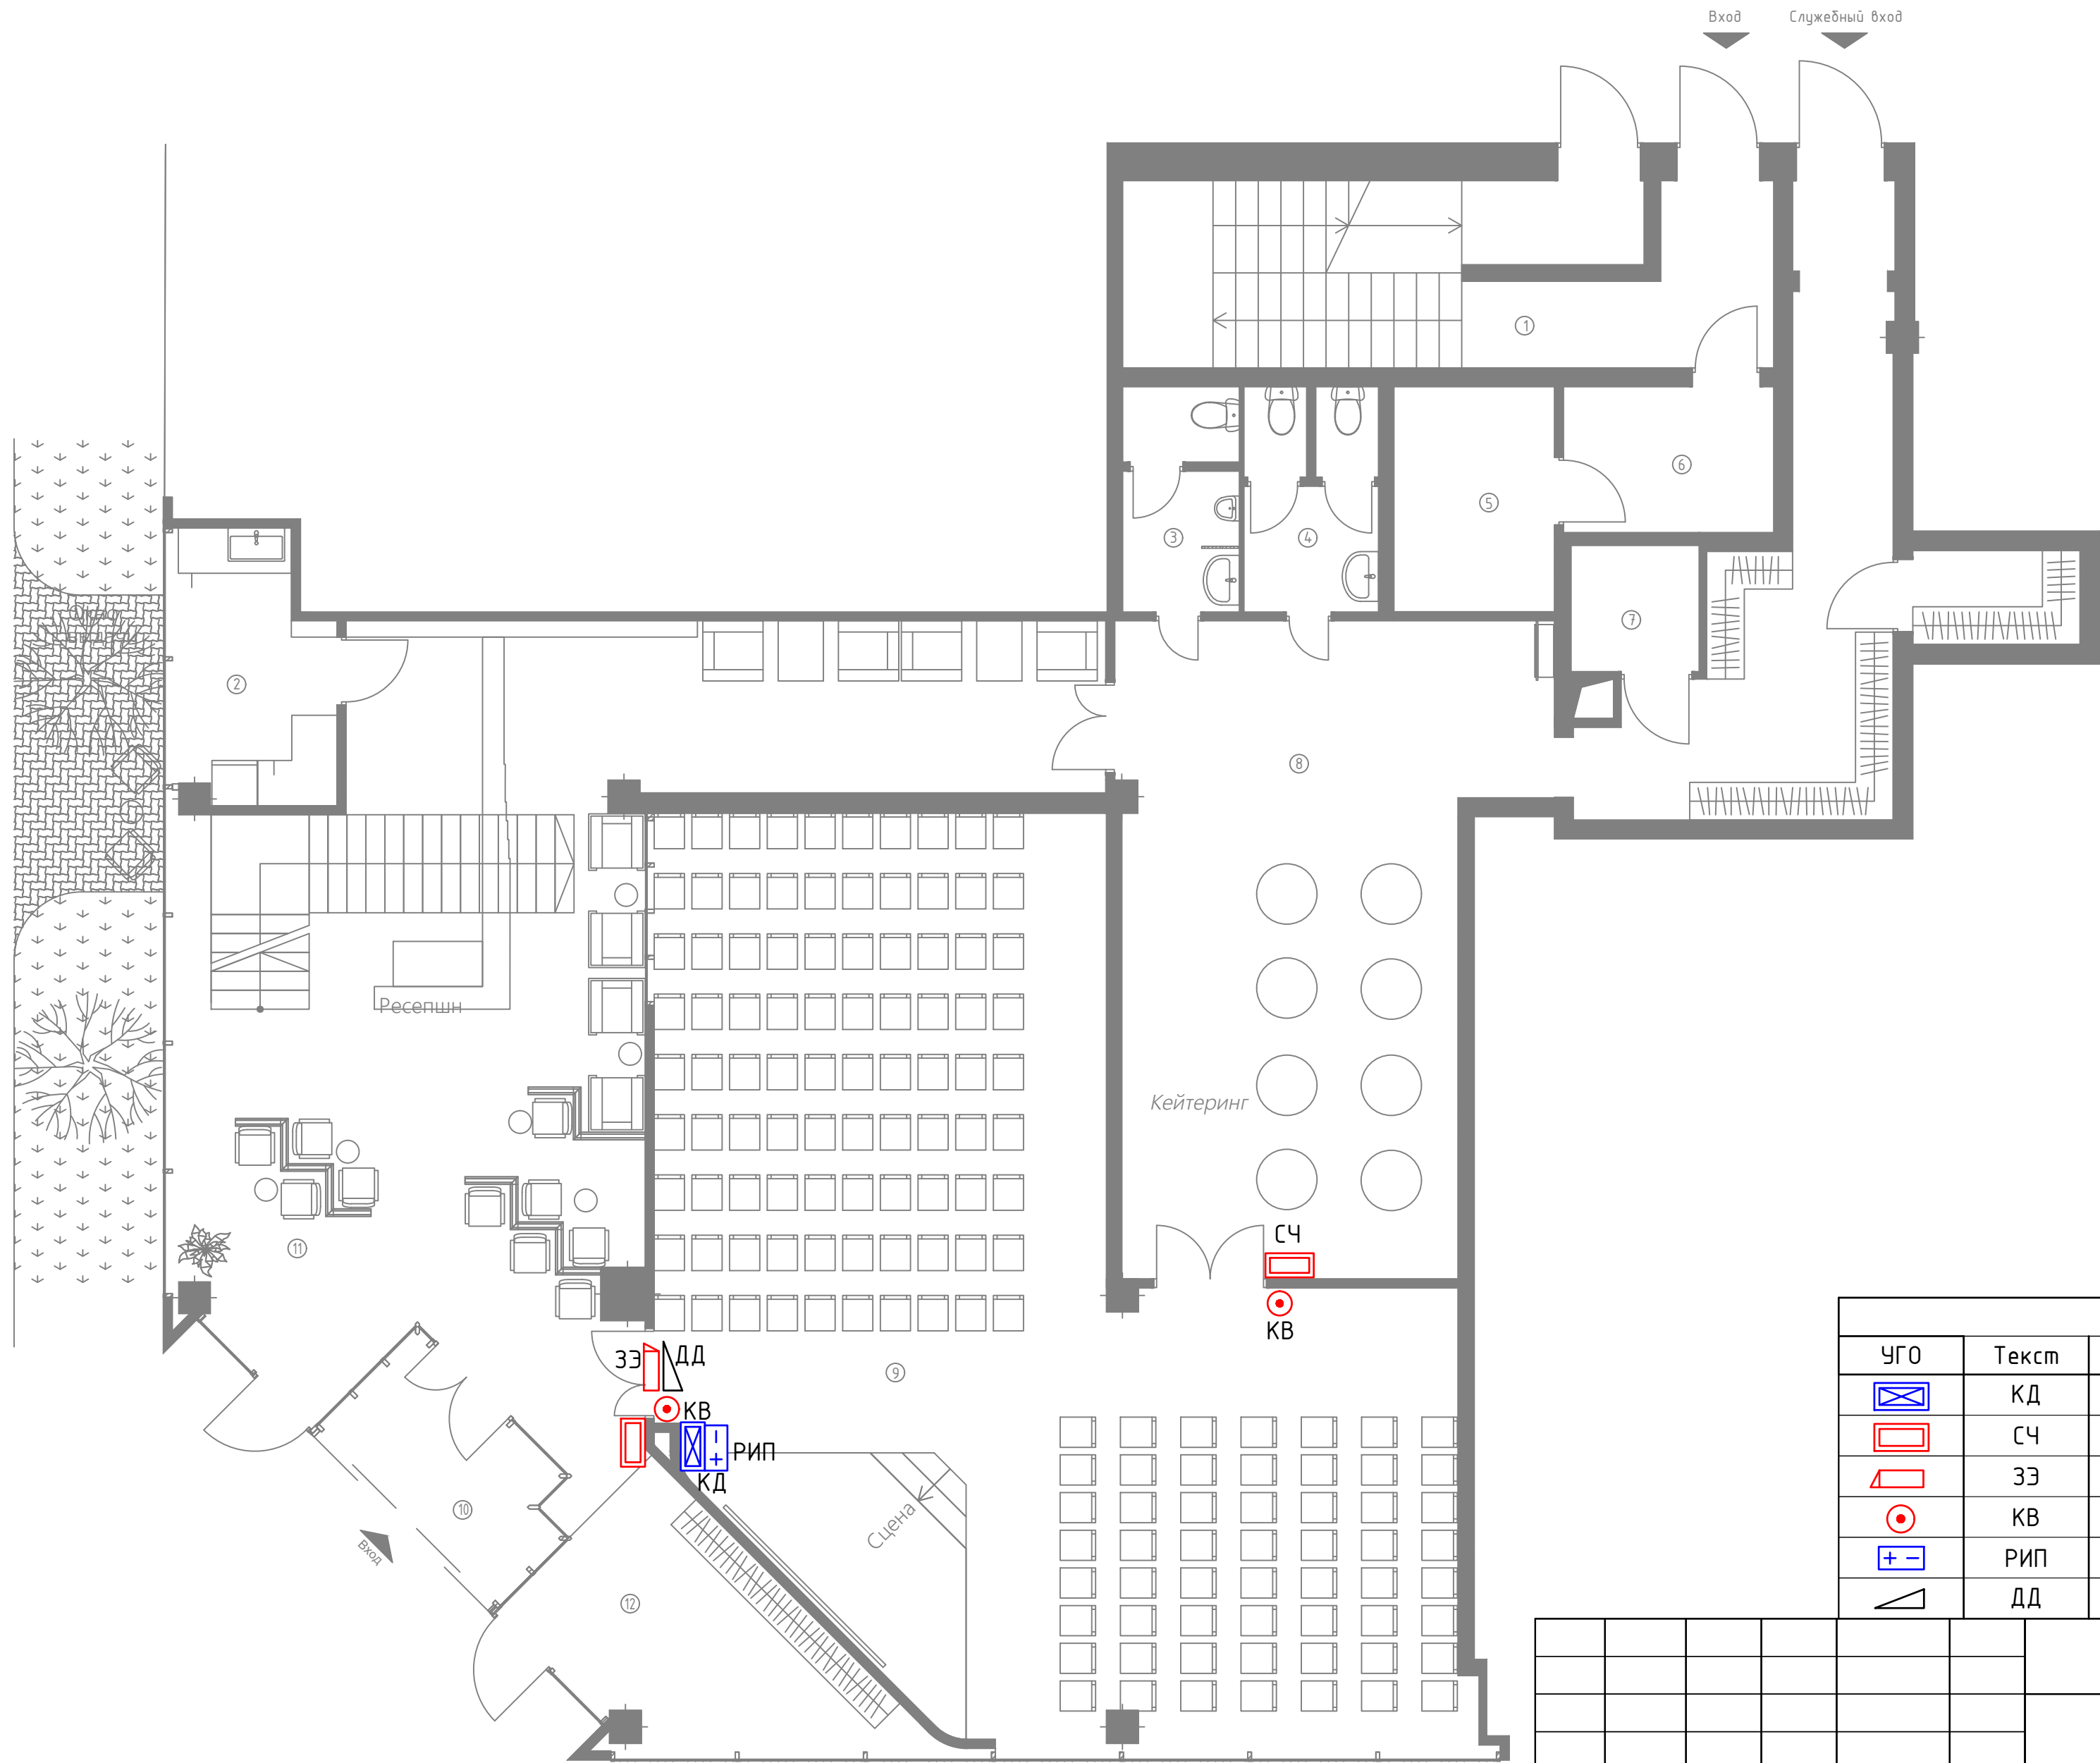 Вход
Служебный вход
1
6
5
3
4
7
2
8
Ресепшн
Кейтеринг
СЧ
КВ
11
ЗЭ
ДД
9
КВ
РИП
КД
10
Вход
Сцена
12
УГО
Текст
КД
СЧ
ЗЭ
КВ
+ − РИП
ДД